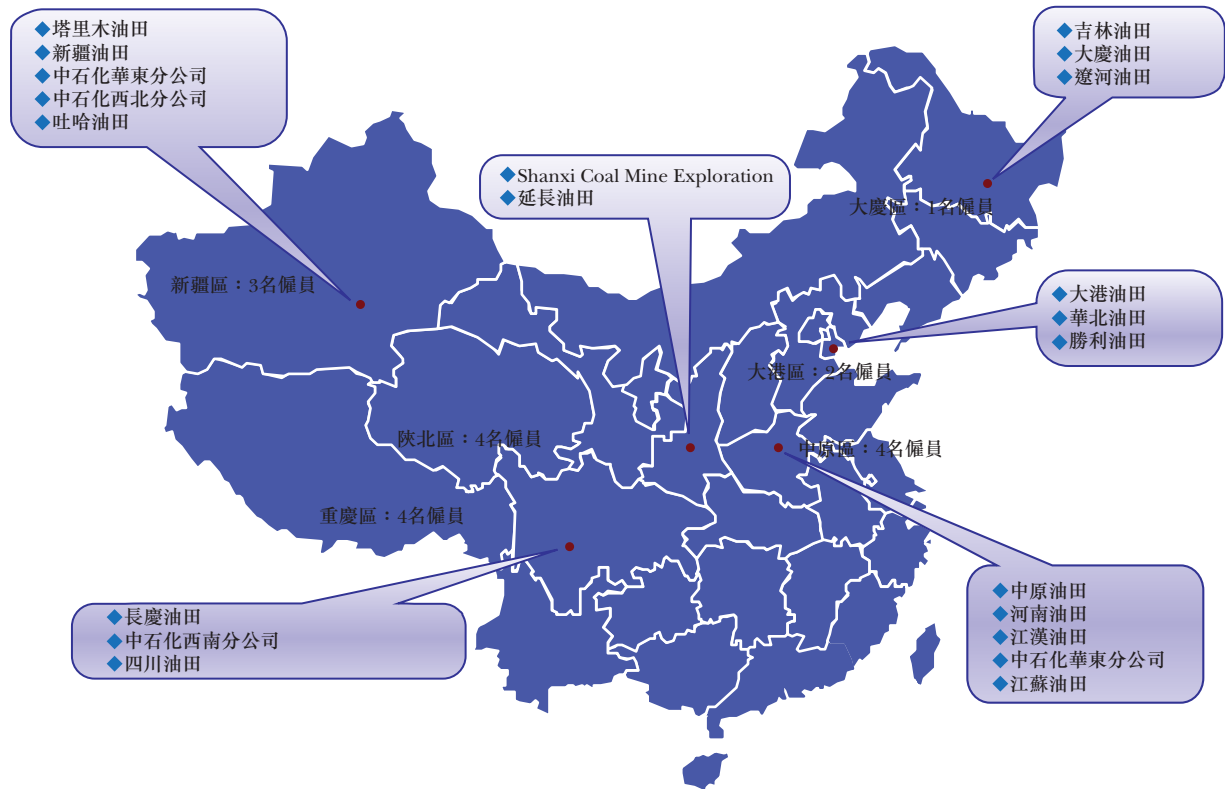 ◆塔里木油田
◆新疆油田
◆中石化華東分公司
◆中石化西北分公司
◆吐哈油田
◆吉林油田
◆大慶油田
◆遼河油田
◆Shanxi Coal Mine Exploration
◆延長油田
大慶區：1名僱員
新疆區：3名僱員
◆大港油田
◆華北油田
◆勝利油田
大港區：2名僱員
陝北區：4名僱員
中原區：4名僱員
重慶區：4名僱員
◆長慶油田
◆中石化西南分公司
◆四川油田
◆中原油田
◆河南油田
◆江漢油田
◆中石化華東分公司
◆江蘇油田